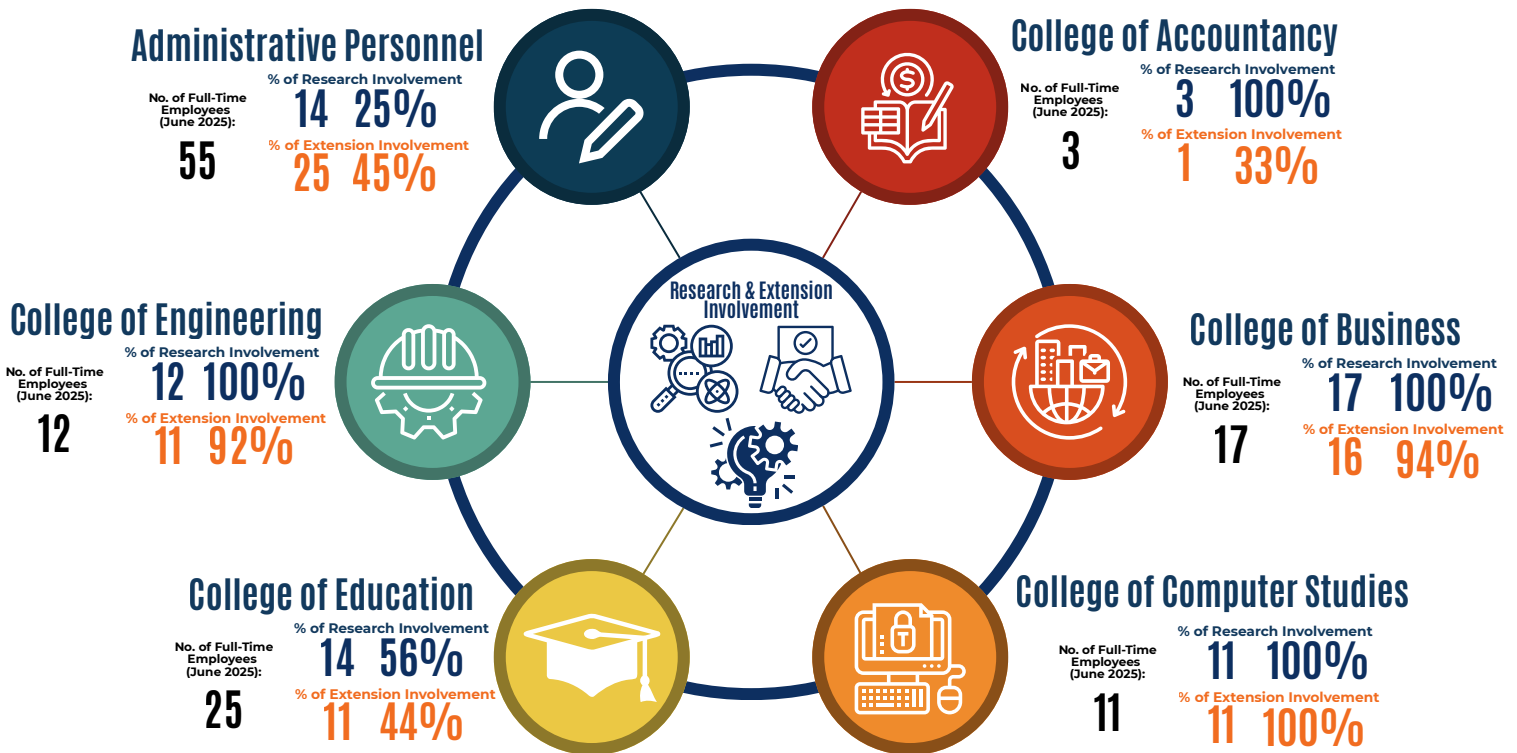 Administrative Personnel
No. of Full-Time
Employees
(June 2025):
55
% of Research Involvement
14 25%
% of Extension Involvement
25 45%
College of Accountancy
No. of Full-Time
Employees
(June 2025):
3
% of Research Involvement
3 100%
% of Extension Involvement
1 33%
Research & Extension
Involvement
College of Engineering
No. of Full-Time
Employees
(June 2025):
12
% of Research Involvement
12 100%
% of Extension Involvement
11 92%
College of Business
No. of Full-Time
Employees
(June 2025):
17
% of Research Involvement
17 100%
% of Extension Involvement
16 94%
College of Education
No. of Full-Time
Employees
(June 2025):
25
% of Research Involvement
14 56%
% of Extension Involvement
11 44%
College of Computer Studies
No. of Full-Time
Employees
(June 2025):
11
% of Research Involvement
11 100%
% of Extension Involvement
11 100%